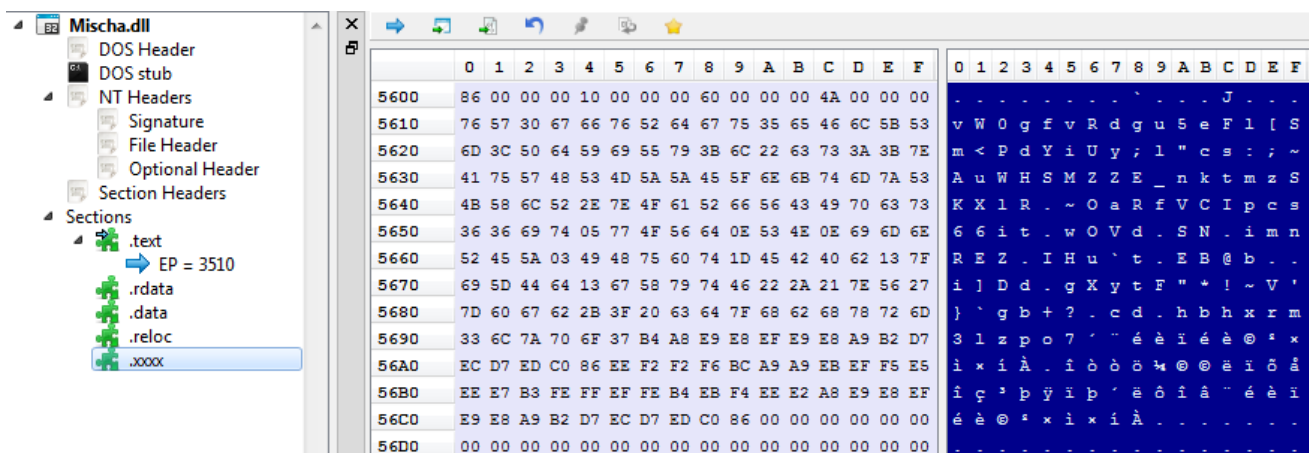 Mischa.dll
DOS Header
DOS stub
NT Headers
Signature
File Header
Optional Header
Section Headers
Sections
.text
EP = 3510
.rdata
.data
.reloc
.xxxx
0 1 2 3 4 5 6 7 8 9 A B C D E F 0 1 2 3 4 5 6 7 8 9 A B C D E F
5600 86 00 00 00 10 00 00 00 60 00 00 00 4A 00 00 00 . . . . . . . . ` . . . J . . .
5610 76 57 30 67 66 76 52 64 67 75 35 65 46 6C 5B 53 v W 0 g f v R d g u 5 e F l [ S
5620 6D 3C 50 64 59 69 55 79 3B 6C 22 63 73 3A 3B 7E m < P d Y i U y ; l " c s : ; ~
5630 41 75 57 48 53 4D 5A 5A 45 5F 6E 6B 74 6D 7A 53 A u W H S M Z Z E _ n k t m z S
5640 4B 58 6C 52 2E 7E 4F 61 52 66 56 43 49 70 63 73 K X l R . ~ O a R f V C I p c s
5650 36 36 69 74 05 77 4F 56 64 0E 53 4E 0E 69 6D 6E 6 6 i t . w O V d . S N . i m n
5660 52 45 5A 03 49 48 75 60 74 1D 45 42 40 62 13 7F R E Z . I H u ` t . E B @ b . .
5670 69 5D 44 64 13 67 58 79 74 46 22 2A 21 7E 56 27 i ] D d . g X y t F " * ! ~ V '
5680 7D 60 67 62 2B 3F 20 63 64 7F 68 62 68 78 72 6D } ` g b + ? . c d . h b h x r m
5690 33 6C 7A 70 6F 37 B4 A8 E9 E8 EF E9 E8 A9 B2 D7 3 l z p o 7 ´ ¨ é è ï é è © ² ×
56A0 EC D7 ED C0 86 EE F2 F2 F6 BC A9 A9 EB EF F5 E5 ì × í À . î ò ò ö ¼ © © ë ï õ å
56B0 EE E7 B3 FE FF EF FE B4 EB F4 EE E2 A8 E9 E8 EF î ç ³ þ ÿ ï þ ´ ë ô î â ¨ é è ï
56C0 E9 E8 A9 B2 D7 EC D7 ED C0 86 00 00 00 00 00 00 é è © ² × ì × í À . . . . . . .
56D0 00 00 00 00 00 00 00 00 00 00 00 00 00 00 00 00 . . . . . . . . . . . . . . . .